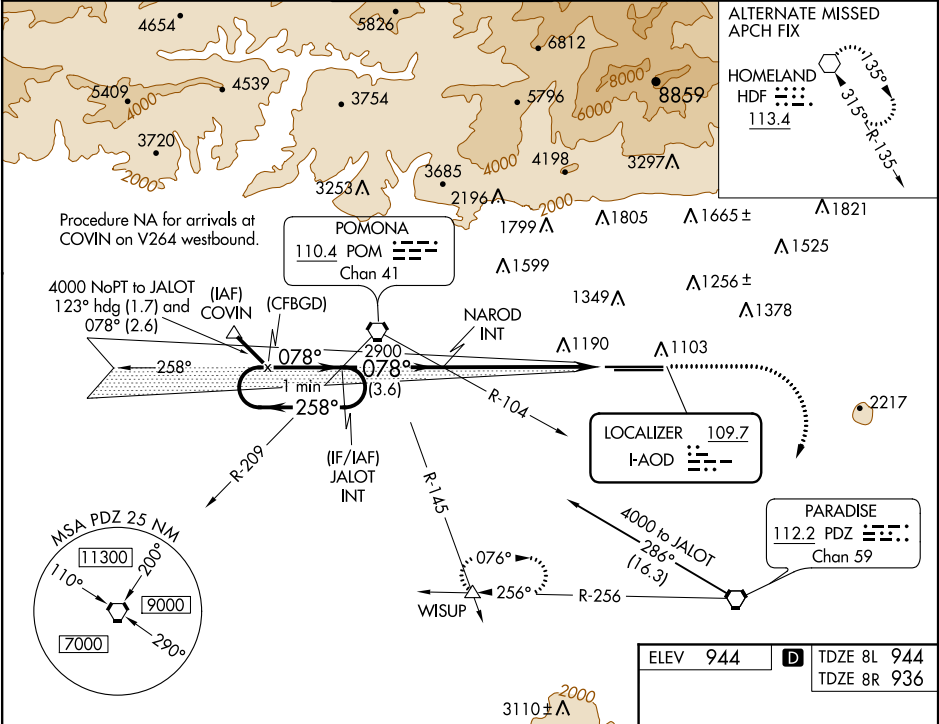 4654
5826
6812
8000
8859
5409
4000
4539
3754
5796
6000
3720
2000
3253
3685
2196
4000
4198
2000
3297
1799
1805
1665 ±
1821
1525
1599
1256 ±
1349
1378
1190
1103
2217
3110 ±
2000
ALTERNATE MISSED
APCH FIX
HOMELAND
HDF
113.4
135°
315°
R-135
Procedure NA for arrivals at
COVIN on V264 westbound.
POMONA
110.4 POM
Chan 41
4000 NoPT to JALOT
123° hdg (1.7) and
078° (2.6)
(IAF)
COVIN
(CFBGD)
NAROD
INT
258°
078°
2900
078°
(3.6)
1 min
258°
R-104
R-209
(IF/IAF)
JALOT
INT
R-145
LOCALIZER 109.7
I-AOD
PARADISE
112.2 PDZ
Chan 59
4000 to JALOT
286°
(16.3)
076°
256°
R-256
WISUP
MSA PDZ 25 NM
11300
110°
200°
9000
7000
290°
ELEV 944
D
TDZE 8L 944
TDZE 8R 936